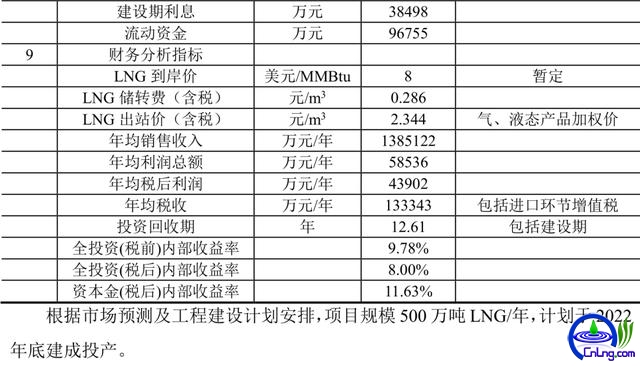 建设期利息 万元 38498
流动资金 万元 96755
9 财务分析指标
LNG 到岸价 美元/MMBtu 8 暂定
LNG 储转费（含税） 元/m³ 0.286
LNG 出站价（含税） 元/m³ 2.344 气、液态产品加权价
年均销售收入 万元/年 1385122
年均利润总额 万元/年 58536
年均税后利润 万元/年 43902
年均税收 万元/年 133343 包括进口环节增值税
投资回收期 年 12.61 包括建设期
全投资(税前)内部收益率 9.78%
全投资(税后)内部收益率 8.00%
资本金(税后)内部收益率 11.63%
根据市场预测及工程建设计划安排，项目规模 500 万吨 LNG/年，计划于 2022
年底建成投产。
CnLng.com